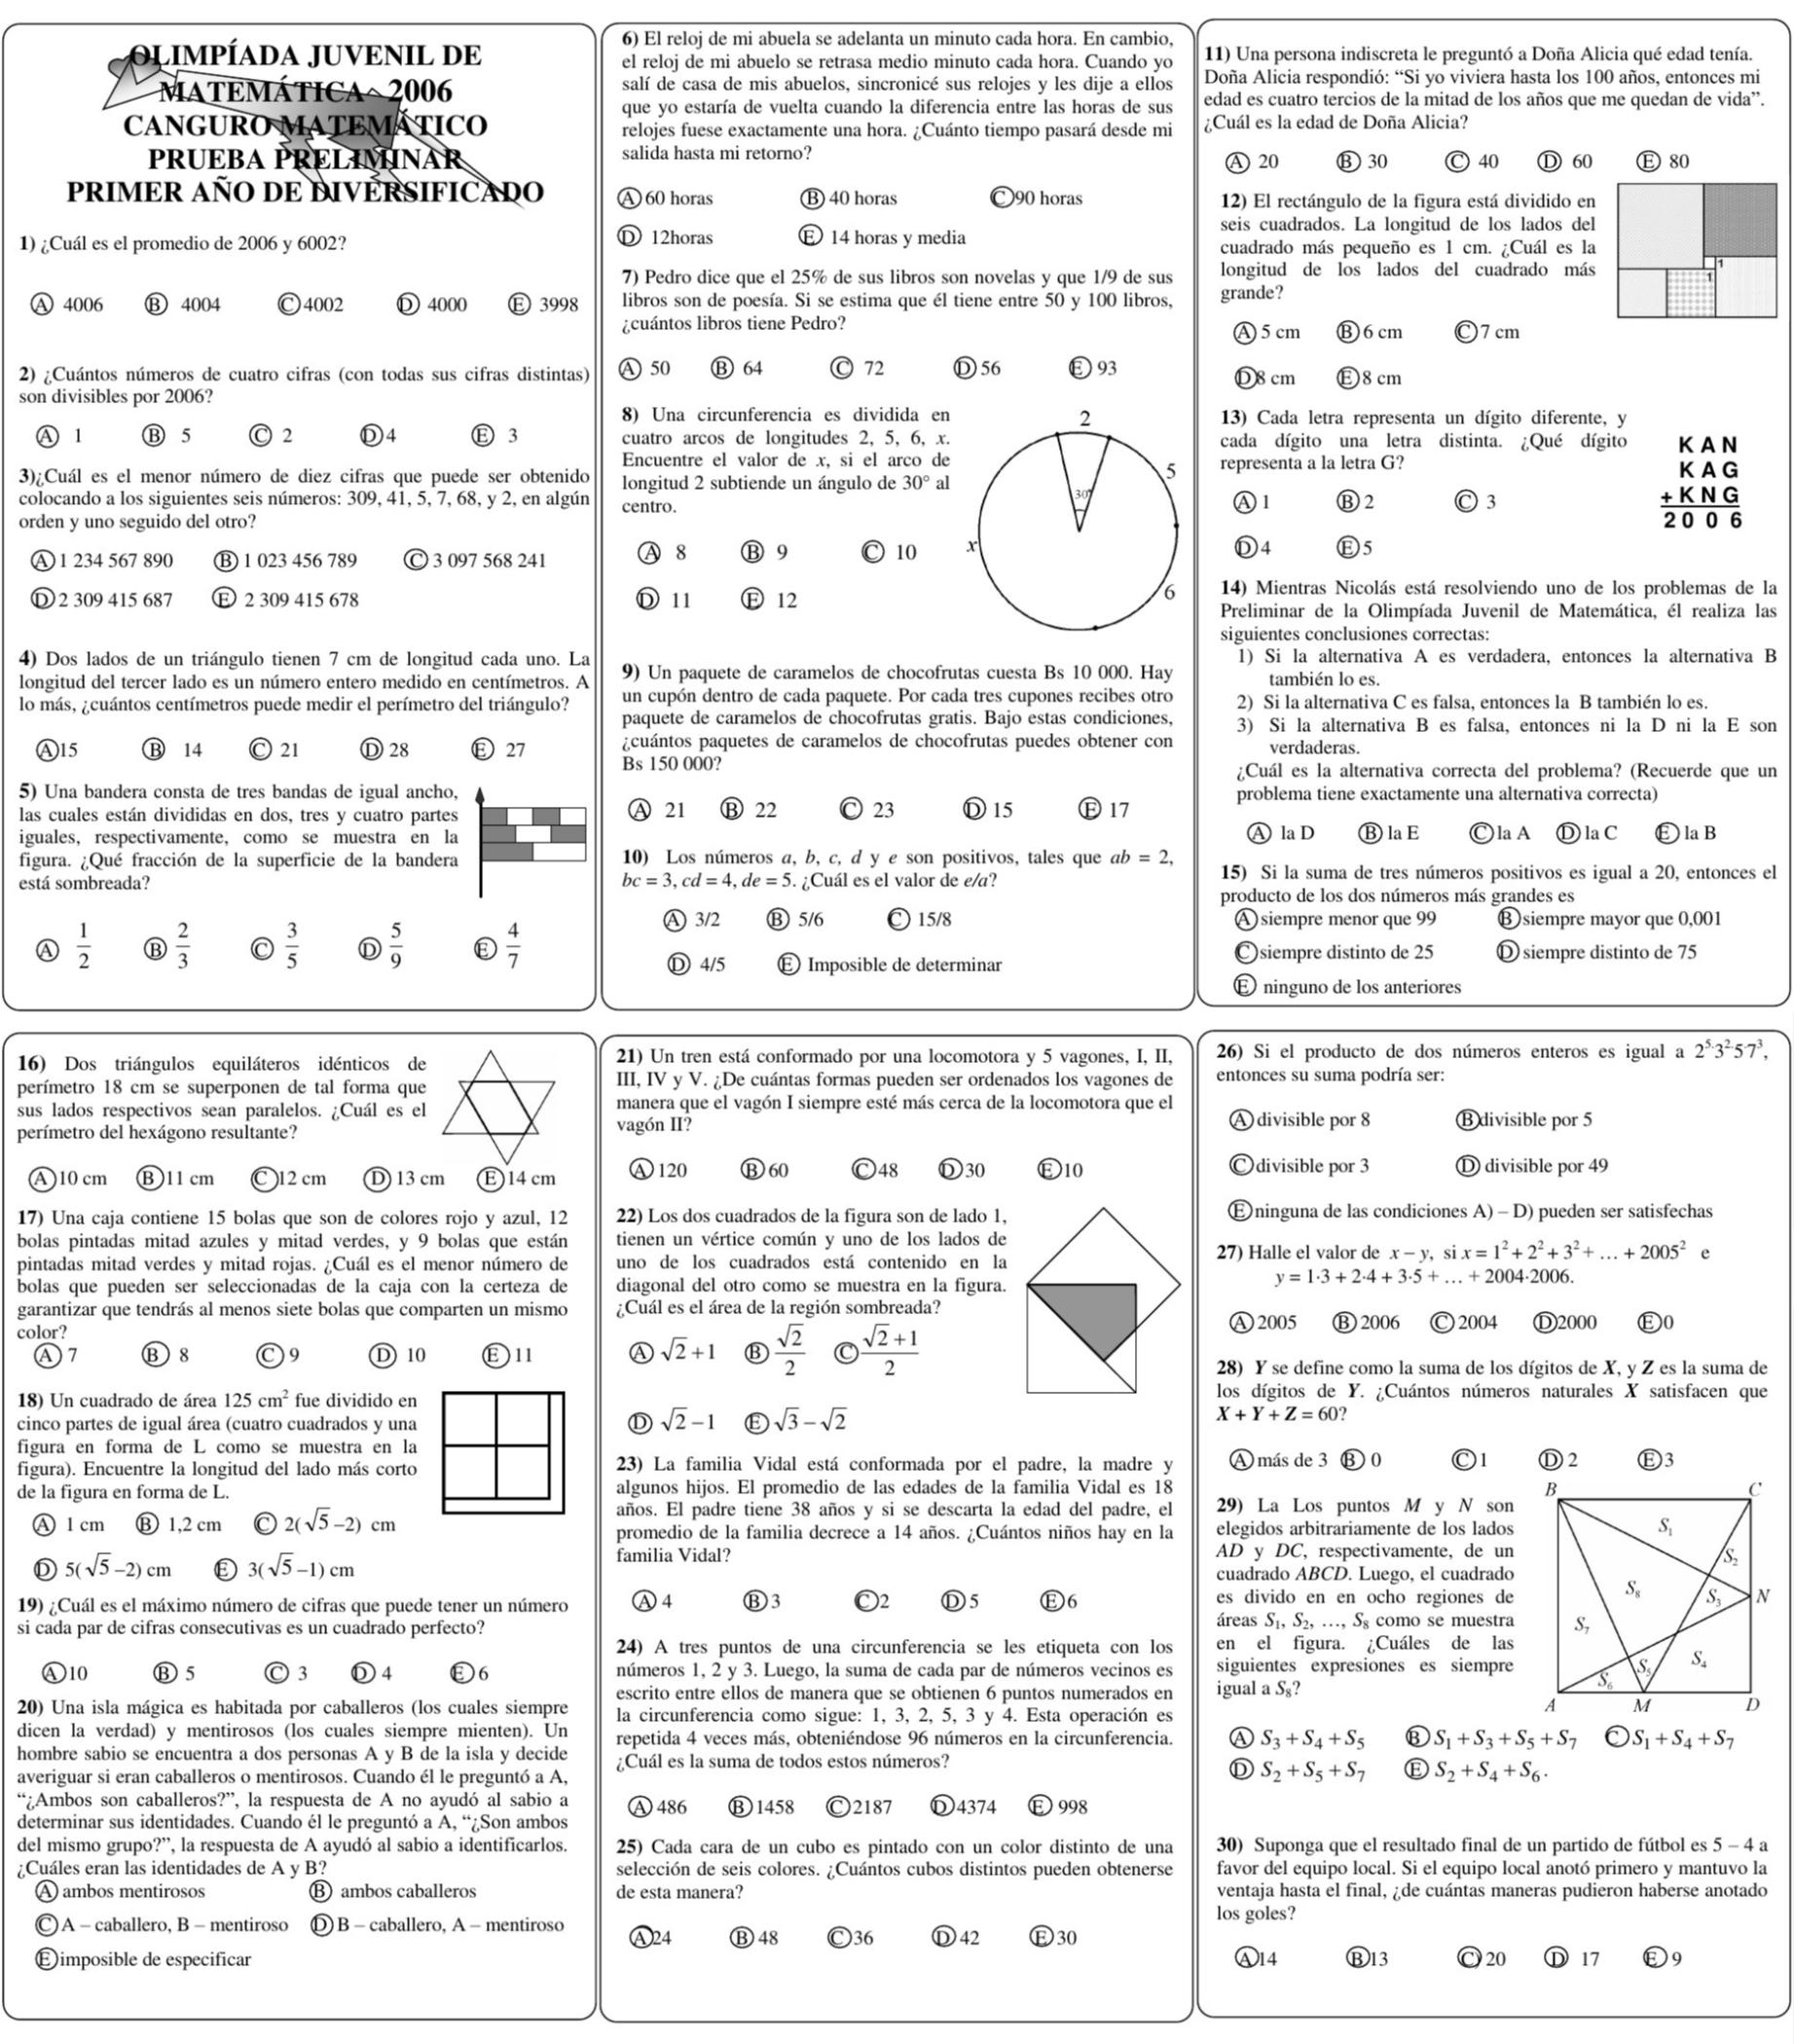 OLIMPÍADA JUVENIL DE
MATEMÁTICA 2006
CANGURO MATEMÁTICO
PRUEBA PRELIMINAR
PRIMER AÑO DE DIVERSIFICADO
1) ¿Cuál es el promedio de 2006 y 6002?
Ⓐ 4006 Ⓑ 4004 Ⓒ 4002 Ⓓ 4000 Ⓔ 3998
2) ¿Cuántos números de cuatro cifras (con todas sus cifras distintas)
son divisibles por 2006?
Ⓐ 1 Ⓑ 5 Ⓒ 2 Ⓓ 4 Ⓔ 3
3)¿Cuál es el menor número de diez cifras que puede ser obtenido
colocando a los siguientes seis números: 309, 41, 5, 7, 68, y 2, en algún
orden y uno seguido del otro?
Ⓐ 1 234 567 890 Ⓑ 1 023 456 789 Ⓒ 3 097 568 241
Ⓓ 2 309 415 687 Ⓔ 2 309 415 678
4) Dos lados de un triángulo tienen 7 cm de longitud cada uno. La
longitud del tercer lado es un número entero medido en centímetros. A
lo más, ¿cuántos centímetros puede medir el perímetro del triángulo?
Ⓐ 15 Ⓑ 14 Ⓒ 21 Ⓓ 28 Ⓔ 27
5) Una bandera consta de tres bandas de igual ancho,
las cuales están divididas en dos, tres y cuatro partes
iguales, respectivamente, como se muestra en la
figura. ¿Qué fracción de la superficie de la bandera
está sombreada?
Ⓐ 1/2 Ⓑ 2/3 Ⓒ 3/5 Ⓓ 5/9 Ⓔ 4/7
6) El reloj de mi abuela se adelanta un minuto cada hora. En cambio,
el reloj de mi abuelo se retrasa medio minuto cada hora. Cuando yo
salí de casa de mis abuelos, sincronicé sus relojes y les dije a ellos
que yo estaría de vuelta cuando la diferencia entre las horas de sus
relojes fuese exactamente una hora. ¿Cuánto tiempo pasará desde mi
salida hasta mi retorno?
Ⓐ 60 horas Ⓑ 40 horas Ⓒ 90 horas
Ⓓ 12horas Ⓔ 14 horas y media
7) Pedro dice que el 25% de sus libros son novelas y que 1/9 de sus
libros son de poesía. Si se estima que él tiene entre 50 y 100 libros,
¿cuántos libros tiene Pedro?
Ⓐ 50 Ⓑ 64 Ⓒ 72 Ⓓ 56 Ⓔ 93
8) Una circunferencia es dividida en
cuatro arcos de longitudes 2, 5, 6, x.
Encuentre el valor de x, si el arco de
longitud 2 subtiende un ángulo de 30° al
centro.
Ⓐ 8 Ⓑ 9 Ⓒ 10
Ⓓ 11 Ⓔ 12
2
5
30°
x
6
9) Un paquete de caramelos de chocofrutas cuesta Bs 10 000. Hay
un cupón dentro de cada paquete. Por cada tres cupones recibes otro
paquete de caramelos de chocofrutas gratis. Bajo estas condiciones,
¿cuántos paquetes de caramelos de chocofrutas puedes obtener con
Bs 150 000?
Ⓐ 21 Ⓑ 22 Ⓒ 23 Ⓓ 15 Ⓔ 17
10) Los números a, b, c, d y e son positivos, tales que ab = 2,
bc = 3, cd = 4, de = 5. ¿Cuál es el valor de e/a?
Ⓐ 3/2 Ⓑ 5/6 Ⓒ 15/8
Ⓓ 4/5 Ⓔ Imposible de determinar
11) Una persona indiscreta le preguntó a Doña Alicia qué edad tenía.
Doña Alicia respondió: “Si yo viviera hasta los 100 años, entonces mi
edad es cuatro tercios de la mitad de los años que me quedan de vida”.
¿Cuál es la edad de Doña Alicia?
Ⓐ 20 Ⓑ 30 Ⓒ 40 Ⓓ 60 Ⓔ 80
12) El rectángulo de la figura está dividido en
seis cuadrados. La longitud de los lados del
cuadrado más pequeño es 1 cm. ¿Cuál es la
longitud de los lados del cuadrado más
grande?
1
1
Ⓐ 5 cm Ⓑ 6 cm Ⓒ 7 cm
Ⓓ 8 cm Ⓔ 8 cm
13) Cada letra representa un dígito diferente, y
cada dígito una letra distinta. ¿Qué dígito
representa a la letra G?
Ⓐ 1 Ⓑ 2 Ⓒ 3
Ⓓ 4 Ⓔ 5
K A N
K A G
+ K N G
2 0 0 6
14) Mientras Nicolás está resolviendo uno de los problemas de la
Preliminar de la Olimpíada Juvenil de Matemática, él realiza las
siguientes conclusiones correctas:
1) Si la alternativa A es verdadera, entonces la alternativa B
también lo es.
2) Si la alternativa C es falsa, entonces la B también lo es.
3) Si la alternativa B es falsa, entonces ni la D ni la E son
verdaderas.
¿Cuál es la alternativa correcta del problema? (Recuerde que un
problema tiene exactamente una alternativa correcta)
Ⓐ la D Ⓑ la E Ⓒ la A Ⓓ la C Ⓔ la B
15) Si la suma de tres números positivos es igual a 20, entonces el
producto de los dos números más grandes es
Ⓐ siempre menor que 99 Ⓑ siempre mayor que 0,001
Ⓒ siempre distinto de 25 Ⓓ siempre distinto de 75
Ⓔ ninguno de los anteriores
16) Dos triángulos equiláteros idénticos de
perímetro 18 cm se superponen de tal forma que
sus lados respectivos sean paralelos. ¿Cuál es el
perímetro del hexágono resultante?
Ⓐ 10 cm Ⓑ 11 cm Ⓒ 12 cm Ⓓ 13 cm Ⓔ 14 cm
17) Una caja contiene 15 bolas que son de colores rojo y azul, 12
bolas pintadas mitad azules y mitad verdes, y 9 bolas que están
pintadas mitad verdes y mitad rojas. ¿Cuál es el menor número de
bolas que pueden ser seleccionadas de la caja con la certeza de
garantizar que tendrás al menos siete bolas que comparten un mismo
color?
Ⓐ 7 Ⓑ 8 Ⓒ 9 Ⓓ 10 Ⓔ 11
18) Un cuadrado de área 125 cm² fue dividido en
cinco partes de igual área (cuatro cuadrados y una
figura en forma de L como se muestra en la
figura). Encuentre la longitud del lado más corto
de la figura en forma de L.
Ⓐ 1 cm Ⓑ 1,2 cm Ⓒ 2(√5−2) cm
Ⓓ 5(√5−2) cm Ⓔ 3(√5−1) cm
19) ¿Cuál es el máximo número de cifras que puede tener un número
si cada par de cifras consecutivas es un cuadrado perfecto?
Ⓐ 10 Ⓑ 5 Ⓒ 3 Ⓓ 4 Ⓔ 6
20) Una isla mágica es habitada por caballeros (los cuales siempre
dicen la verdad) y mentirosos (los cuales siempre mienten). Un
hombre sabio se encuentra a dos personas A y B de la isla y decide
averiguar si eran caballeros o mentirosos. Cuando él le preguntó a A,
“¿Ambos son caballeros?”, la respuesta de A no ayudó al sabio a
determinar sus identidades. Cuando él le preguntó a A, “¿Son ambos
del mismo grupo?”, la respuesta de A ayudó al sabio a identificarlos.
¿Cuáles eran las identidades de A y B?
Ⓐ ambos mentirosos Ⓑ ambos caballeros
Ⓒ A – caballero, B – mentiroso Ⓓ B – caballero, A – mentiroso
Ⓔ imposible de especificar
21) Un tren está conformado por una locomotora y 5 vagones, I, II,
III, IV y V. ¿De cuántas formas pueden ser ordenados los vagones de
manera que el vagón I siempre esté más cerca de la locomotora que el
vagón II?
Ⓐ 120 Ⓑ 60 Ⓒ 48 Ⓓ 30 Ⓔ 10
22) Los dos cuadrados de la figura son de lado 1,
tienen un vértice común y uno de los lados de
uno de los cuadrados está contenido en la
diagonal del otro como se muestra en la figura.
¿Cuál es el área de la región sombreada?
Ⓐ √2+1 Ⓑ √2/2 Ⓒ (√2+1)/2
Ⓓ √2−1 Ⓔ √3−√2
23) La familia Vidal está conformada por el padre, la madre y
algunos hijos. El promedio de las edades de la familia Vidal es 18
años. El padre tiene 38 años y si se descarta la edad del padre, el
promedio de la familia decrece a 14 años. ¿Cuántos niños hay en la
familia Vidal?
Ⓐ 4 Ⓑ 3 Ⓒ 2 Ⓓ 5 Ⓔ 6
24) A tres puntos de una circunferencia se les etiqueta con los
números 1, 2 y 3. Luego, la suma de cada par de números vecinos es
escrito entre ellos de manera que se obtienen 6 puntos numerados en
la circunferencia como sigue: 1, 3, 2, 5, 3 y 4. Esta operación es
repetida 4 veces más, obteniéndose 96 números en la circunferencia.
¿Cuál es la suma de todos estos números?
Ⓐ 486 Ⓑ 1458 Ⓒ 2187 Ⓓ 4374 Ⓔ 998
25) Cada cara de un cubo es pintado con un color distinto de una
selección de seis colores. ¿Cuántos cubos distintos pueden obtenerse
de esta manera?
Ⓐ 24 Ⓑ 48 Ⓒ 36 Ⓓ 42 Ⓔ 30
26) Si el producto de dos números enteros es igual a 2⁵·3²·5·7³,
entonces su suma podría ser:
Ⓐ divisible por 8 Ⓑ divisible por 5
Ⓒ divisible por 3 Ⓓ divisible por 49
Ⓔ ninguna de las condiciones A) – D) pueden ser satisfechas
27) Halle el valor de x – y, si x = 1² + 2² + 3² + … + 2005² e
y = 1·3 + 2·4 + 3·5 + … + 2004·2006.
Ⓐ 2005 Ⓑ 2006 Ⓒ 2004 Ⓓ 2000 Ⓔ 0
28) Y se define como la suma de los dígitos de X, y Z es la suma de
los dígitos de Y. ¿Cuántos números naturales X satisfacen que
X + Y + Z = 60?
Ⓐ más de 3 Ⓑ 0 Ⓒ 1 Ⓓ 2 Ⓔ 3
29) La Los puntos M y N son
elegidos arbitrariamente de los lados
AD y DC, respectivamente, de un
cuadrado ABCD. Luego, el cuadrado
es divido en en ocho regiones de
áreas S₁, S₂, …, S₈ como se muestra
en el figura. ¿Cuáles de las
siguientes expresiones es siempre
igual a S₈?
B C
S₁
S₂
S₈ S₃ N
S₇
S₄
S₅
S₆
A M D
Ⓐ S₃ + S₄ + S₅ Ⓑ S₁ + S₃ + S₅ + S₇ Ⓒ S₁ + S₄ + S₇
Ⓓ S₂ + S₅ + S₇ Ⓔ S₂ + S₄ + S₆ .
30) Suponga que el resultado final de un partido de fútbol es 5 – 4 a
favor del equipo local. Si el equipo local anotó primero y mantuvo la
ventaja hasta el final, ¿de cuántas maneras pudieron haberse anotado
los goles?
Ⓐ 14 Ⓑ 13 Ⓒ 20 Ⓓ 17 Ⓔ 9